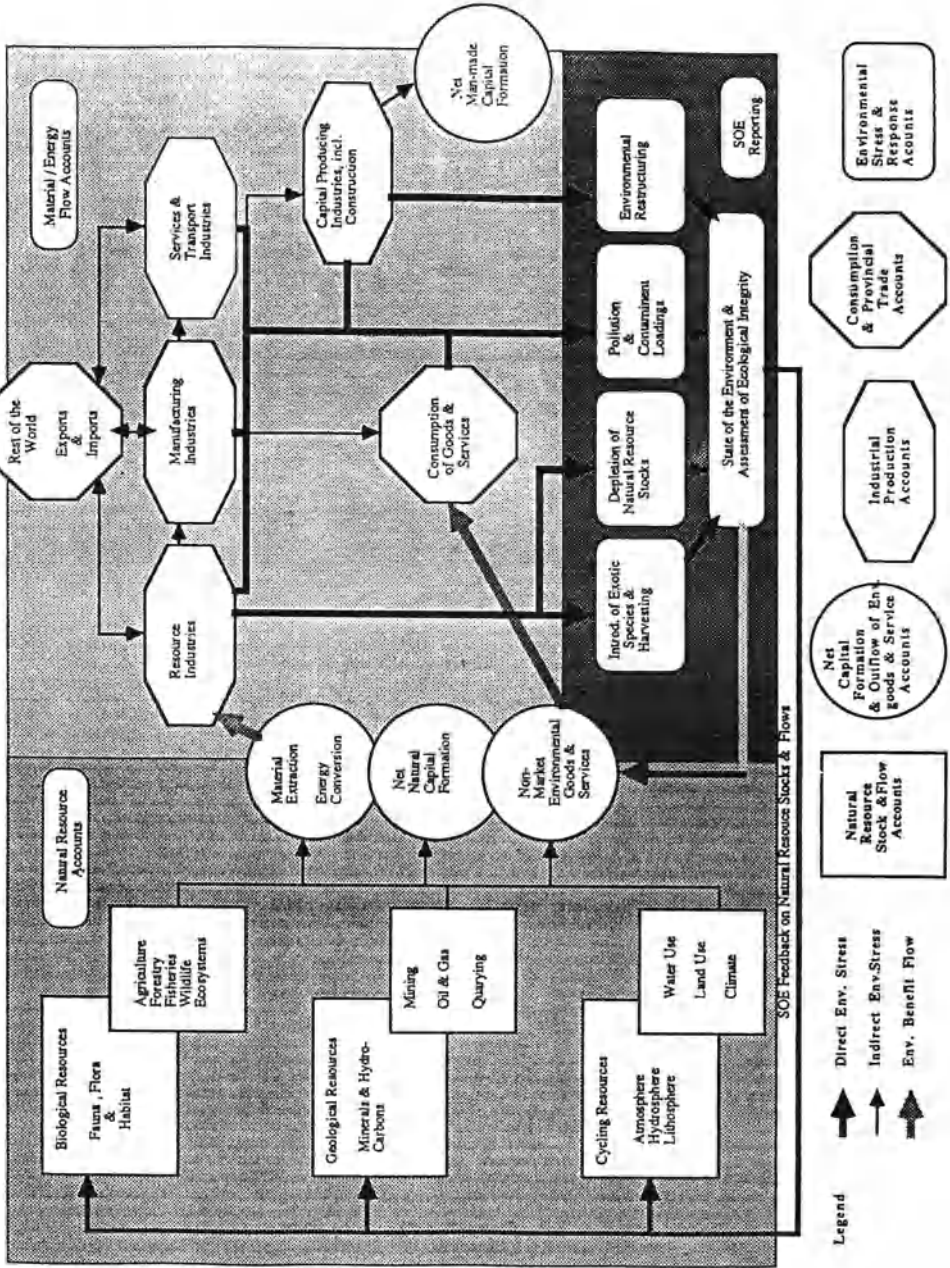 Natural Resource
Accounts
Biological Resources
Fauna , Flora
&
Habitat
Agriculture
Forestry
Fisheries
Wildlife
Ecosystems
Geological Resources
Minerals & Hydro-
Carbons
Mining
Oil & Gas
Quarying
Cycling Resources
Atmosphere
Hydrosphere
Lithosphere
Water Use
Land Use
Climate
Material
Extraction
Energy
Conversion
Net
Natural Capital
Formation
Non-
Market
Environmental
Goods &
Services
Material / Energy
Flow Accounts
Rest of the
World
Exports
&
Imports
Resource
Industries
Manufacturing
Industries
Services &
Transport
Industries
Consumption
of Goods &
Services
Capital Producing
Industries, incl.
Construction
Net
Man-made
Capital
Formation
Introd. of Exotic
Species &
Harvesting
Depletion of
Natural Resource
Stocks
Pollution
&
Contaminent
Loadings
Environmental
Restructuring
SOE
Reporting
State of the Environment &
Assessment of Ecological Integrity
SOE Feedback on Natural Resouce Stocks & Flows
Legend
Direct Env. Stress
Indirect Env.Stress
Env. Benefit Flow
Natural
Resource
Stock & Flow
Accounts
Net
Capital
Formation
& Outflow of En-
goods & Service
Accounts
Industrial
Production
Accounts
Consumption
& Provincial
Trade
Accounts
Environmental
Stress &
Response
Acounts